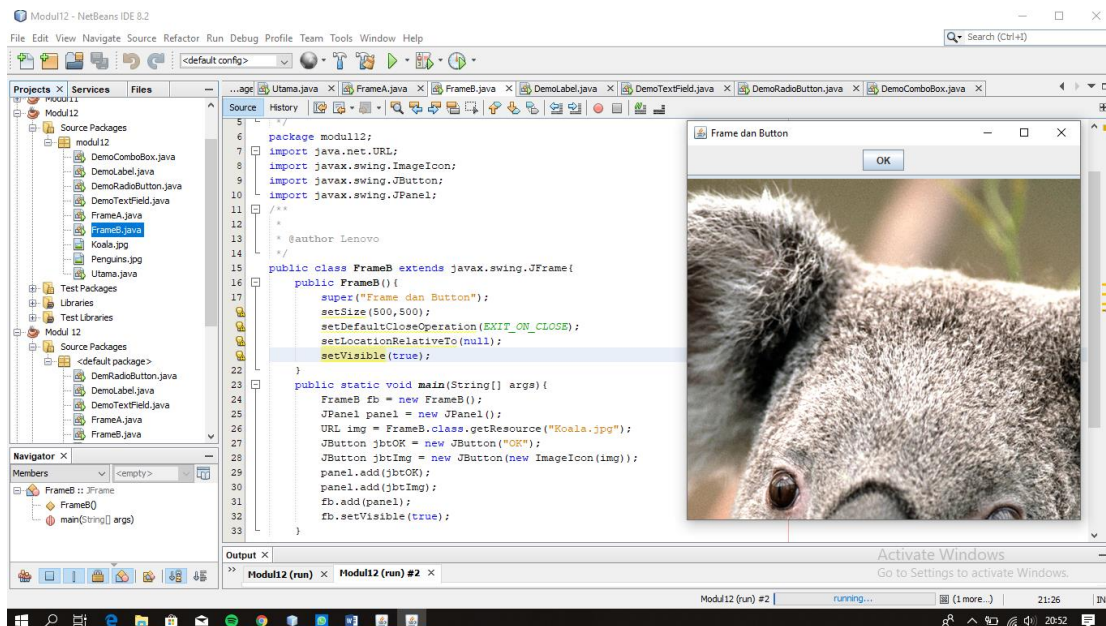 Modul12 - NetBeans IDE 8.2
File Edit View Navigate Source Refactor Run Debug Profile Team Tools Window Help
Search (Ctrl+I)
<default config>
Projects Services Files
Modul11
Modul12
Source Packages
modul12
DemoComboBox.java
DemoLabel.java
DemoRadioButton.java
DemoTextField.java
FrameA.java
FrameB.java
Koala.jpg
Penguins.jpg
Utama.java
Test Packages
Libraries
Test Libraries
Modul 12
Source Packages
<default package>
DemRadioButton.java
DemoLabel.java
DemoTextField.java
FrameA.java
FrameB.java
Navigator
Members <empty>
FrameB :: JFrame
FrameB()
main(String[] args)
...age Utama.java FrameA.java FrameB.java DemoLabel.java DemoTextField.java DemoRadioButton.java DemoComboBox.java
Source History
5 */
6 package modul12;
7 import java.net.URL;
8 import javax.swing.ImageIcon;
9 import javax.swing.JButton;
10 import javax.swing.JPanel;
11 /**
12 *
13 * @author Lenovo
14 */
15 public class FrameB extends javax.swing.JFrame{
16 public FrameB(){
17 super("Frame dan Button");
setSize(500,500);
setDefaultCloseOperation(EXIT_ON_CLOSE);
setLocationRelativeTo(null);
setVisible(true);
22 }
23 public static void main(String[] args){
24 FrameB fb = new FrameB();
25 JPanel panel = new JPanel();
26 URL img = FrameB.class.getResource("Koala.jpg");
27 JButton jbtOK = new JButton("OK");
28 JButton jbtImg = new JButton(new ImageIcon(img));
29 panel.add(jbtOK);
30 panel.add(jbtImg);
31 fb.add(panel);
32 fb.setVisible(true);
33 }
Frame dan Button
OK
Output
Modul12 (run) Modul12 (run) #2
Activate Windows
Go to Settings to activate Windows.
Modul12 (run) #2 running... (1 more...) 21:26 IN
20:52